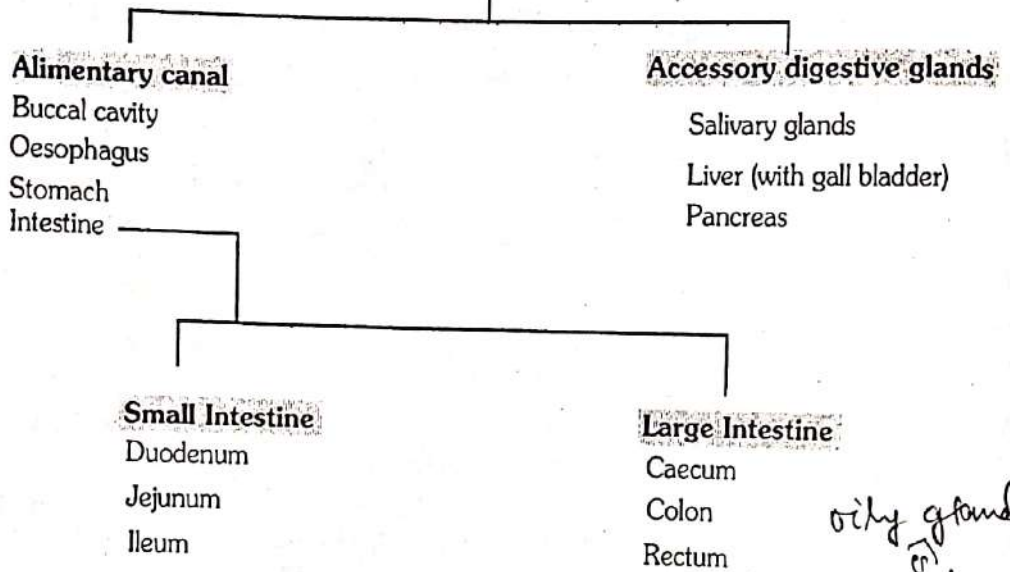 Alimentary canal
Buccal cavity
Oesophagus
Stomach
Intestine
Accessory digestive glands
Salivary glands
Liver (with gall bladder)
Pancreas
Small Intestine
Duodenum
Jejunum
Ileum
Large Intestine
Caecum
Colon
Rectum
oily gland